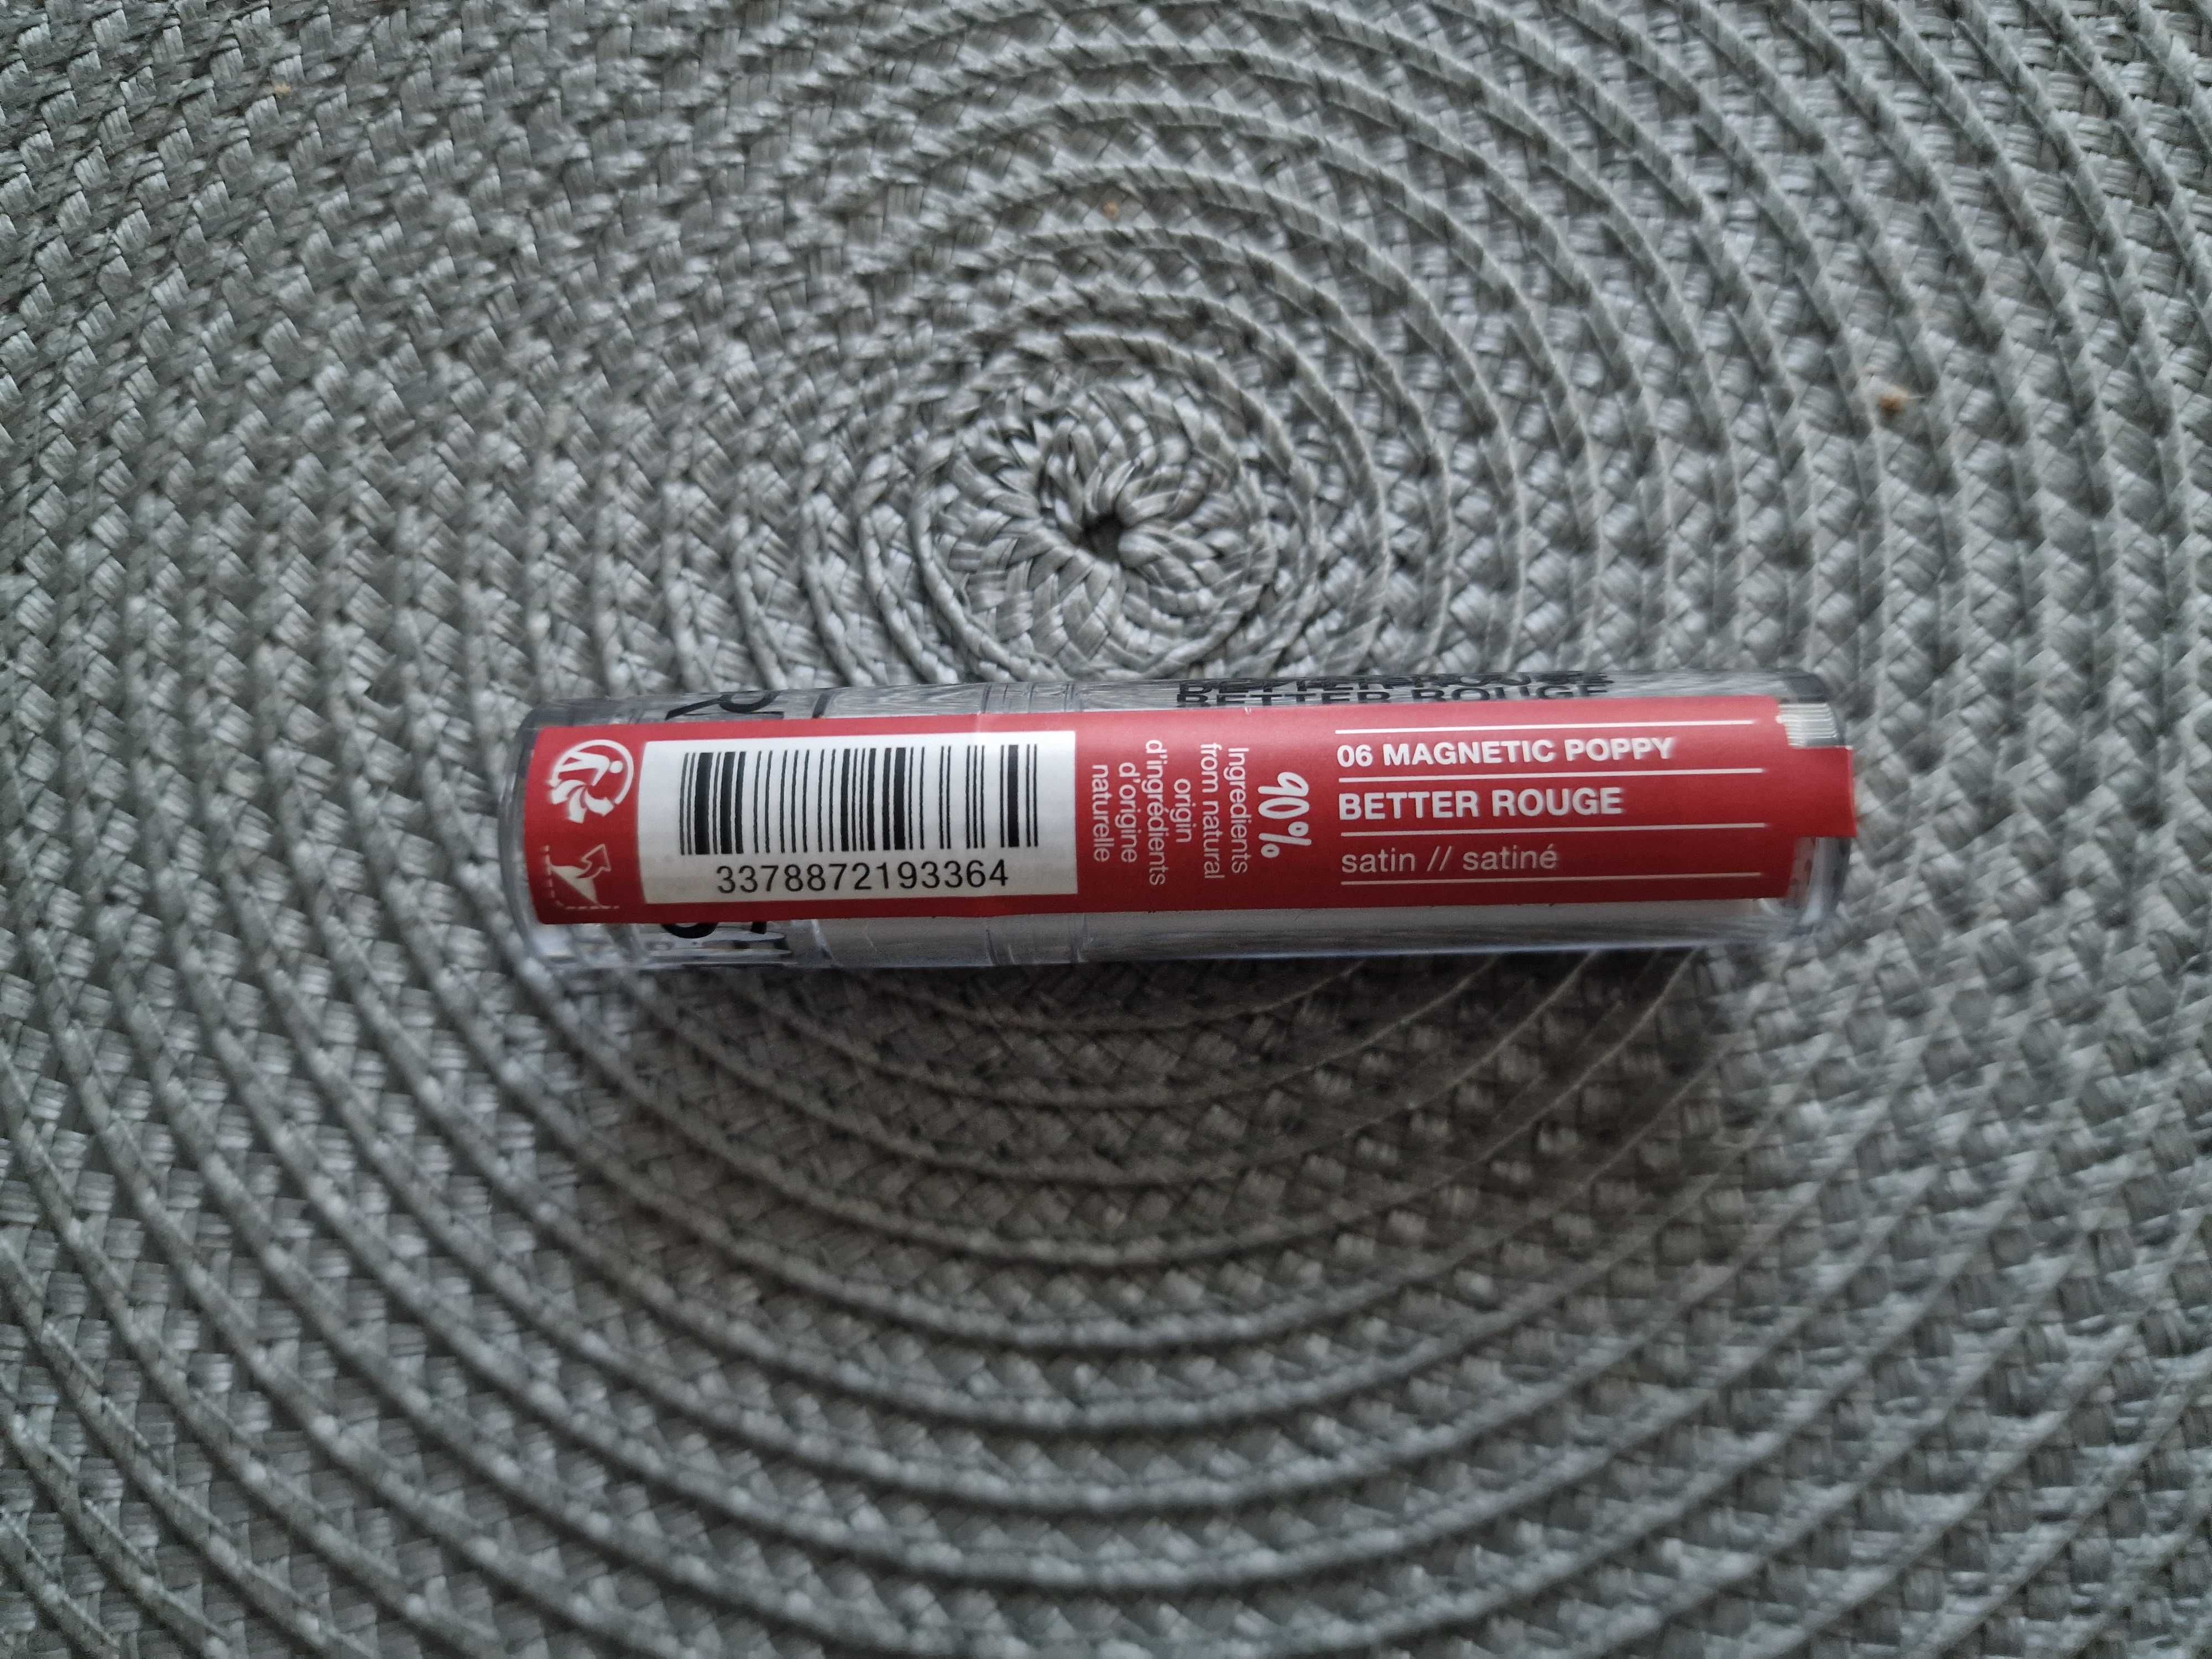 BETTER ROUGE
06 MAGNETIC POPPY
BETTER ROUGE
satin // satiné
90%
Ingredients
from natural
origin
d'ingrédients
d'origine
naturelle
3378872193364